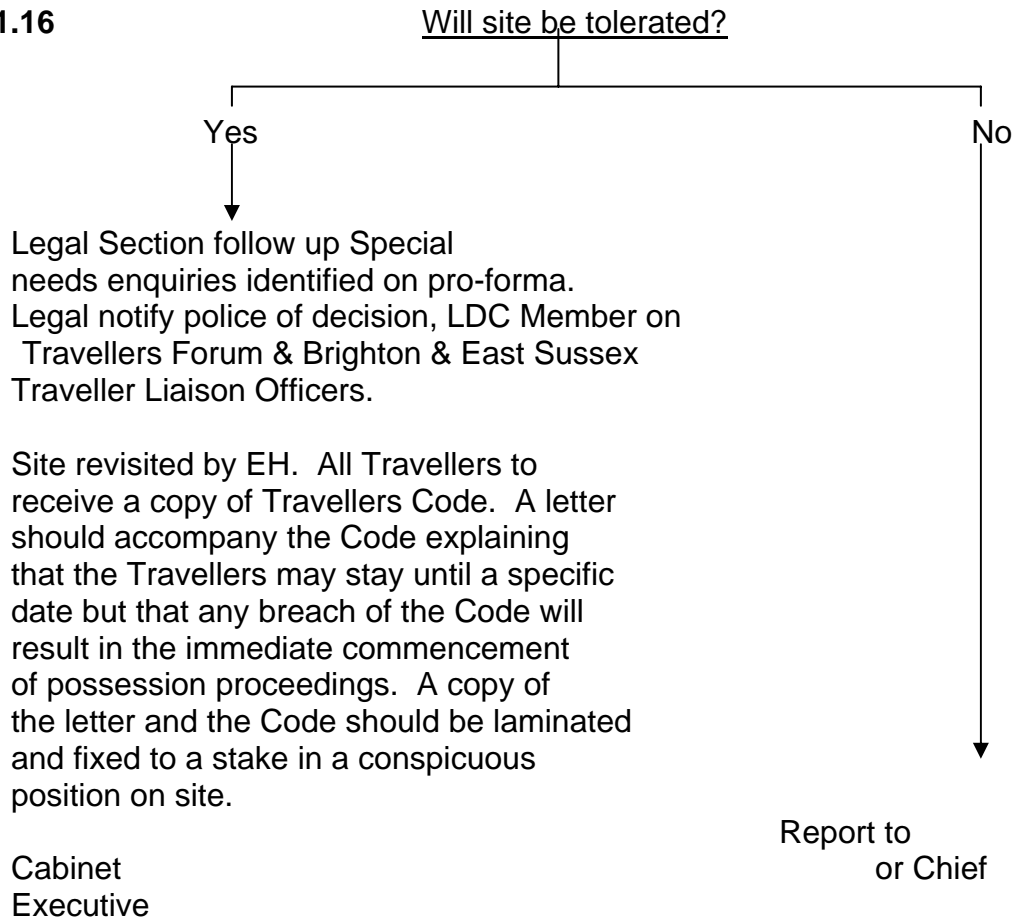 1.16 Will site be tolerated?
Yes No
Legal Section follow up Special
needs enquiries identified on pro-forma.
Legal notify police of decision, LDC Member on
Travellers Forum & Brighton & East Sussex
Traveller Liaison Officers.
Site revisited by EH. All Travellers to
receive a copy of Travellers Code. A letter
should accompany the Code explaining
that the Travellers may stay until a specific
date but that any breach of the Code will
result in the immediate commencement
of possession proceedings. A copy of
the letter and the Code should be laminated
and fixed to a stake in a conspicuous
position on site.
Report to
Cabinet or Chief
Executive